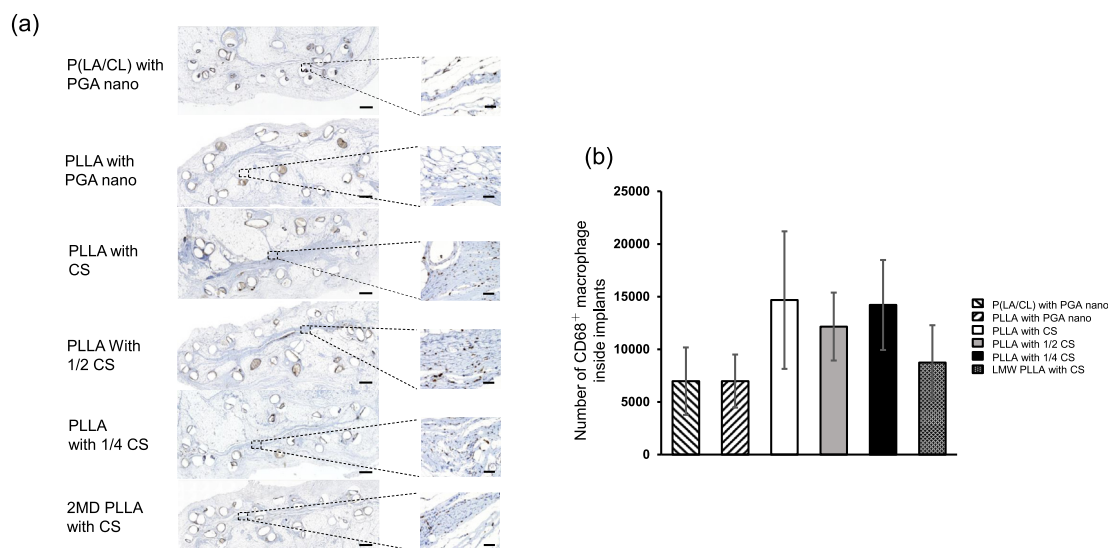 (a)
P(LA/CL) with
PGA nano
PLLA with
PGA nano
PLLA with
CS
PLLA With
1/2 CS
PLLA
with 1/4 CS
2MD PLLA
with CS
(b)
Number of CD68⁺ macrophage
inside implants
25000
20000
15000
10000
5000
0
P(LA/CL) with PGA nano
PLLA with PGA nano
PLLA with CS
PLLA with 1/2 CS
PLLA with 1/4 CS
LMW PLLA with CS